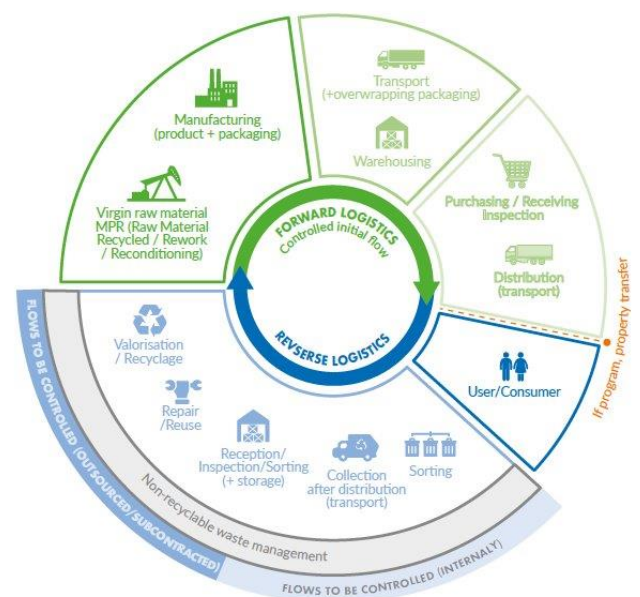 Manufacturing
(product + packaging)
Virgin raw material
MPR (Raw Material
Recycled / Rework
/ Reconditioning)
Transport
(+overwrapping packaging)
Warehousing
Purchasing / Receiving
Inspection
Distribution
(transport)
If program, property transfer
User/Consumer
FORWARD LOGISTICS
Controlled initial flow
REVSERSE LOGISTICS
Valorisation
/ Recyclage
Repair
/Reuse
Reception/
Inspection/Sorting
(+ storage)
Collection
after distribution
(transport)
Sorting
Non-recyclable waste management
FLOWS TO BE CONTROLLED (OUTSOURCED/SUBCONTRACTED)
FLOWS TO BE CONTROLLED (INTERNALY)